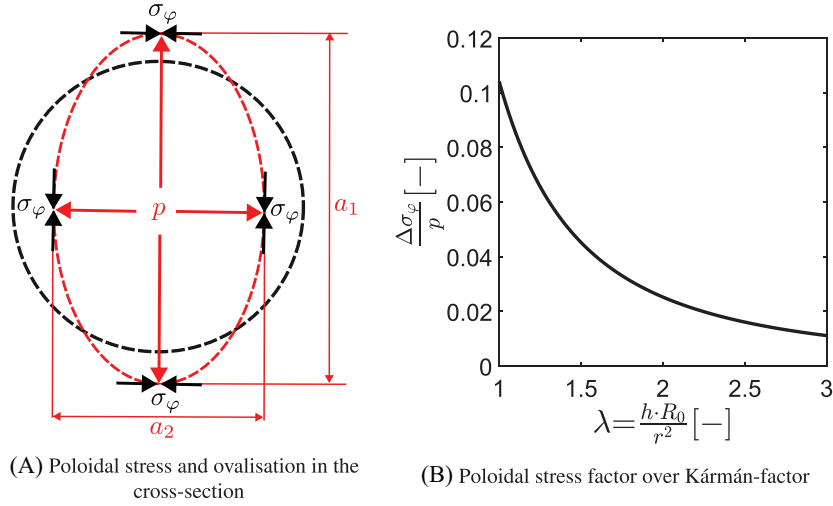 σφ
σφ
p
σφ
a1
σφ
a2
(A) Poloidal stress and ovalisation in the
cross-section
0.12
0.1
0.08
0.06
0.04
0.02
0
Δσφ/p [−]
1
1.5
2
2.5
3
λ=h·R0/r² [−]
(B) Poloidal stress factor over Kármán-factor